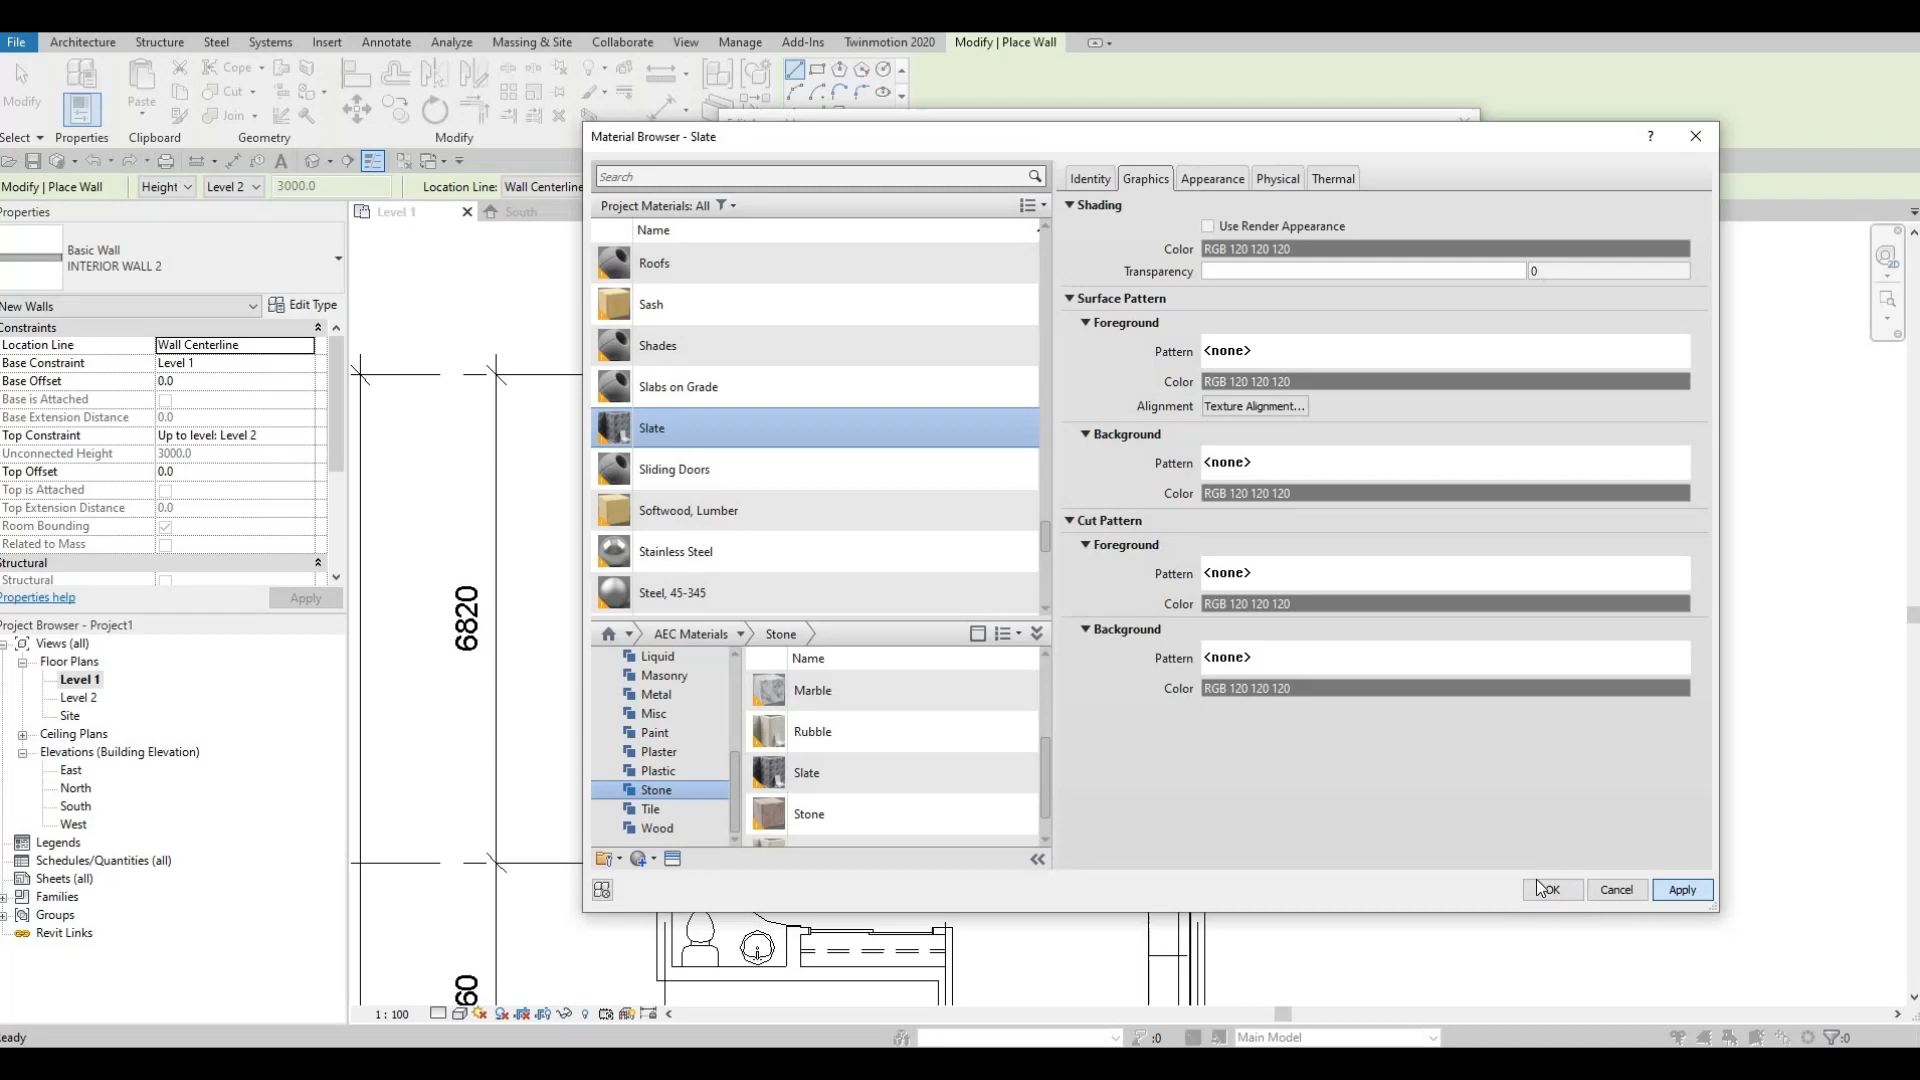 File Architecture Structure Steel Systems Insert Annotate Analyze Massing & Site Collaborate View Manage Add-Ins Twinmotion 2020 Modify | Place Wall
Modify
Paste
Cope
Cut
Join
Select Properties Clipboard Geometry Modify
Modify | Place Wall Height Level 2 3000.0 Location Line: Wall Centerline
Properties
Level 1 South
Basic Wall
INTERIOR WALL 2
New Walls Edit Type
Constraints
Location Line Wall Centerline
Base Constraint Level 1
Base Offset 0.0
Base is Attached
Base Extension Distance 0.0
Top Constraint Up to level: Level 2
Unconnected Height 3000.0
Top Offset 0.0
Top is Attached
Top Extension Distance 0.0
Room Bounding
Related to Mass
Structural
Structural
Properties help Apply
Project Browser - Project1
Views (all)
Floor Plans
Level 1
Level 2
Site
Ceiling Plans
Elevations (Building Elevation)
East
North
South
West
Legends
Schedules/Quantities (all)
Sheets (all)
Families
Groups
Revit Links
6820
60
1 : 100
Material Browser - Slate
Search
Project Materials: All
Name
Roofs
Sash
Shades
Slabs on Grade
Slate
Sliding Doors
Softwood, Lumber
Stainless Steel
Steel, 45-345
AEC Materials Stone
Liquid
Masonry
Metal
Misc
Paint
Plaster
Plastic
Stone
Tile
Wood
Name
Marble
Rubble
Slate
Stone
Identity Graphics Appearance Physical Thermal
Shading
Use Render Appearance
Color RGB 120 120 120
Transparency 0
Surface Pattern
Foreground
Pattern <none>
Color RGB 120 120 120
Alignment Texture Alignment...
Background
Pattern <none>
Color RGB 120 120 120
Cut Pattern
Foreground
Pattern <none>
Color RGB 120 120 120
Background
Pattern <none>
Color RGB 120 120 120
OK Cancel Apply
eady :0 Main Model :0